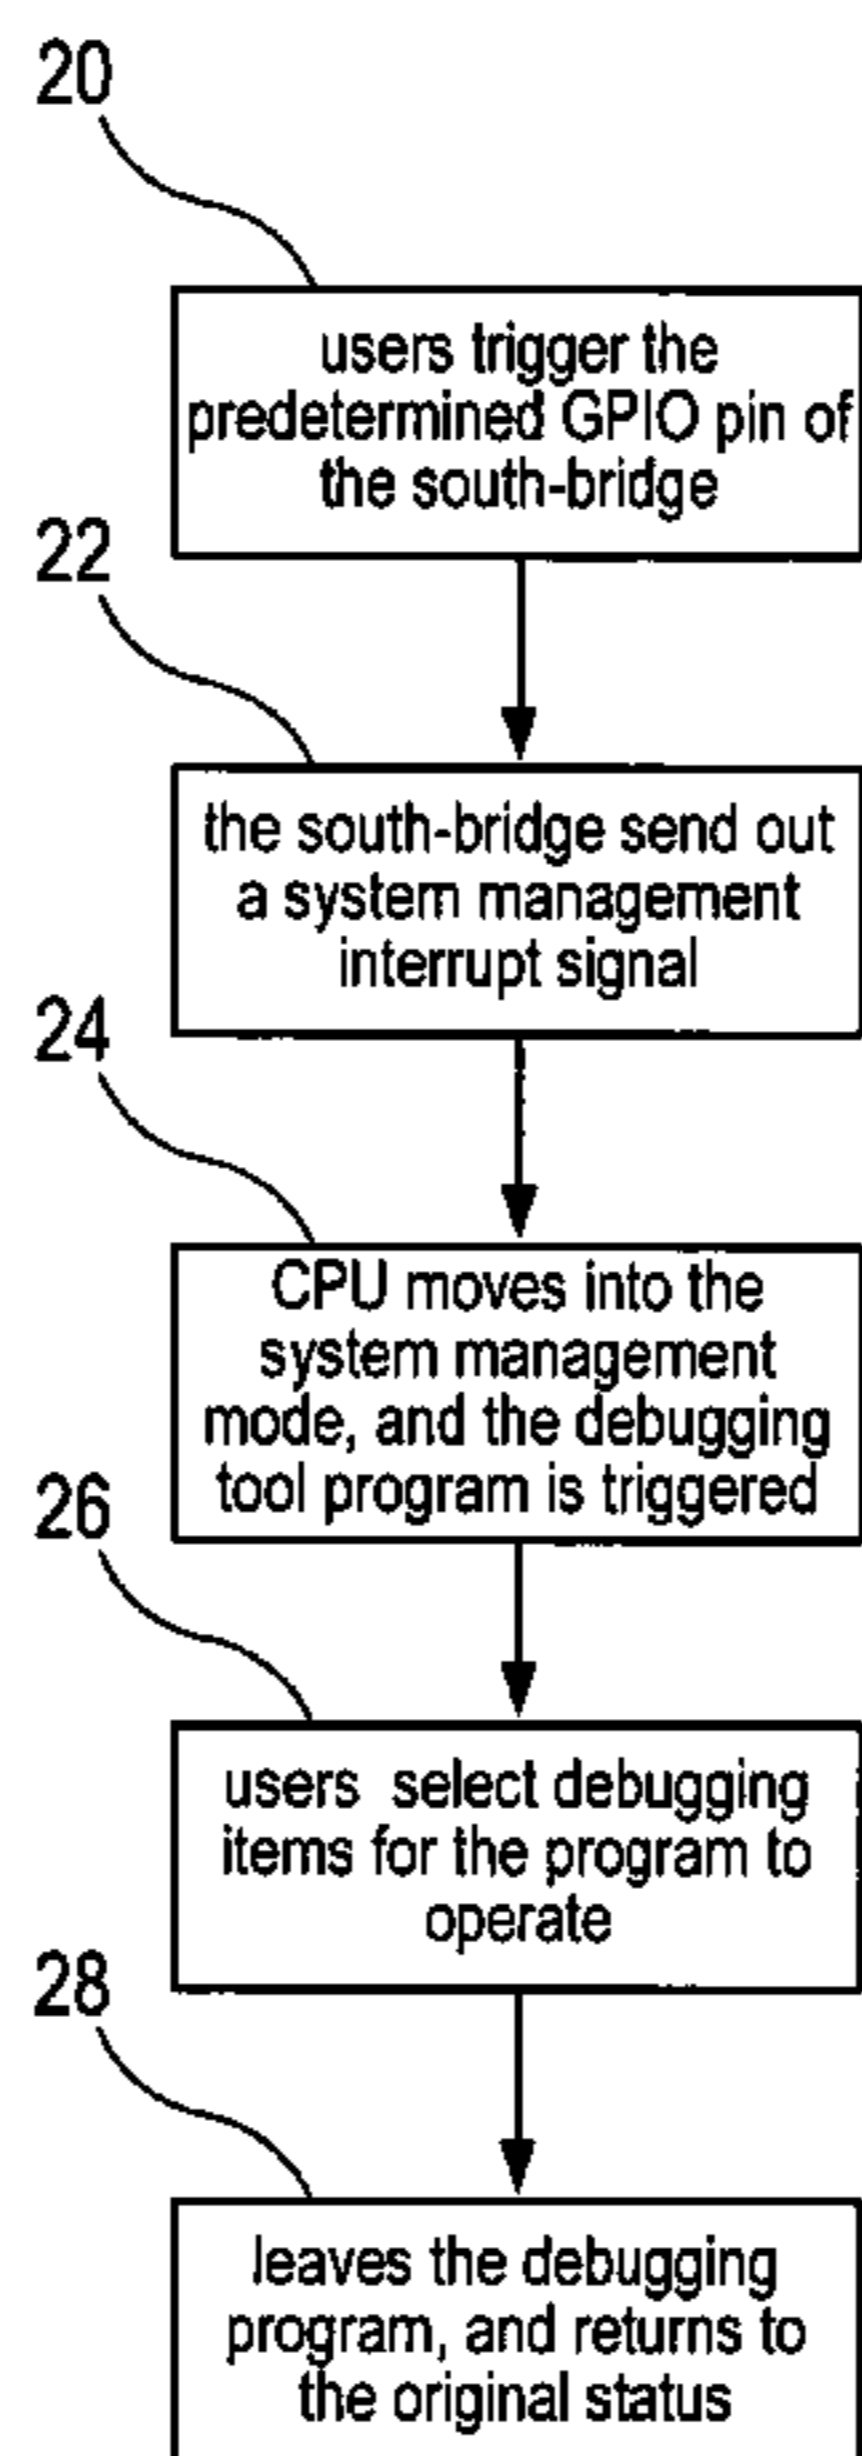 20
users trigger the
predetermined GPIO pin of
the south-bridge
22
the south-bridge send out
a system management
interrupt signal
24
CPU moves into the
system management
mode, and the debugging
tool program is triggered
26
users select debugging
items for the program to
operate
28
leaves the debugging
program, and returns to
the original status